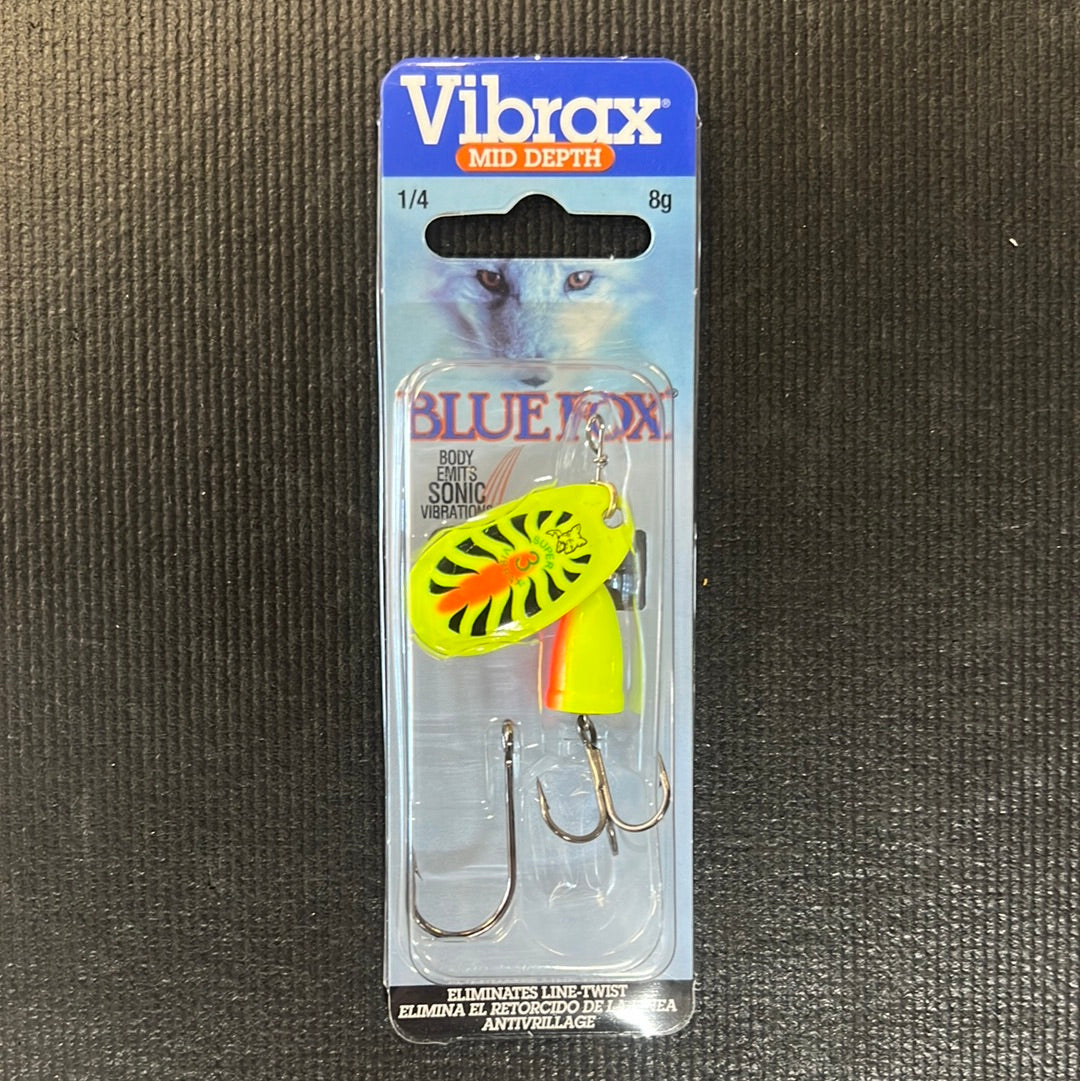 Vibrax®
MID DEPTH
1/4 8g
BLUE FOX®
BODY
EMITS
SONIC
VIBRATIONS
SUPER
VIBRAX
3
ELIMINATES LINE-TWIST
ELIMINA EL RETORCIDO DE LA LINEA
ANTIVRILLAGE